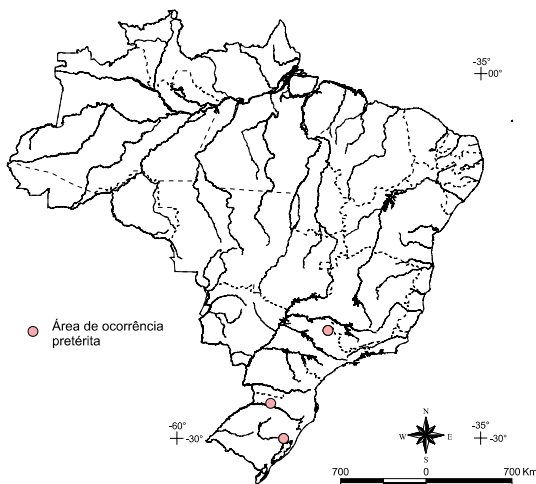 -35°
00°
Área de ocorrência
pretérita
-60°
-30°
N
W
E
S
-35°
-30°
700
0
700 Km